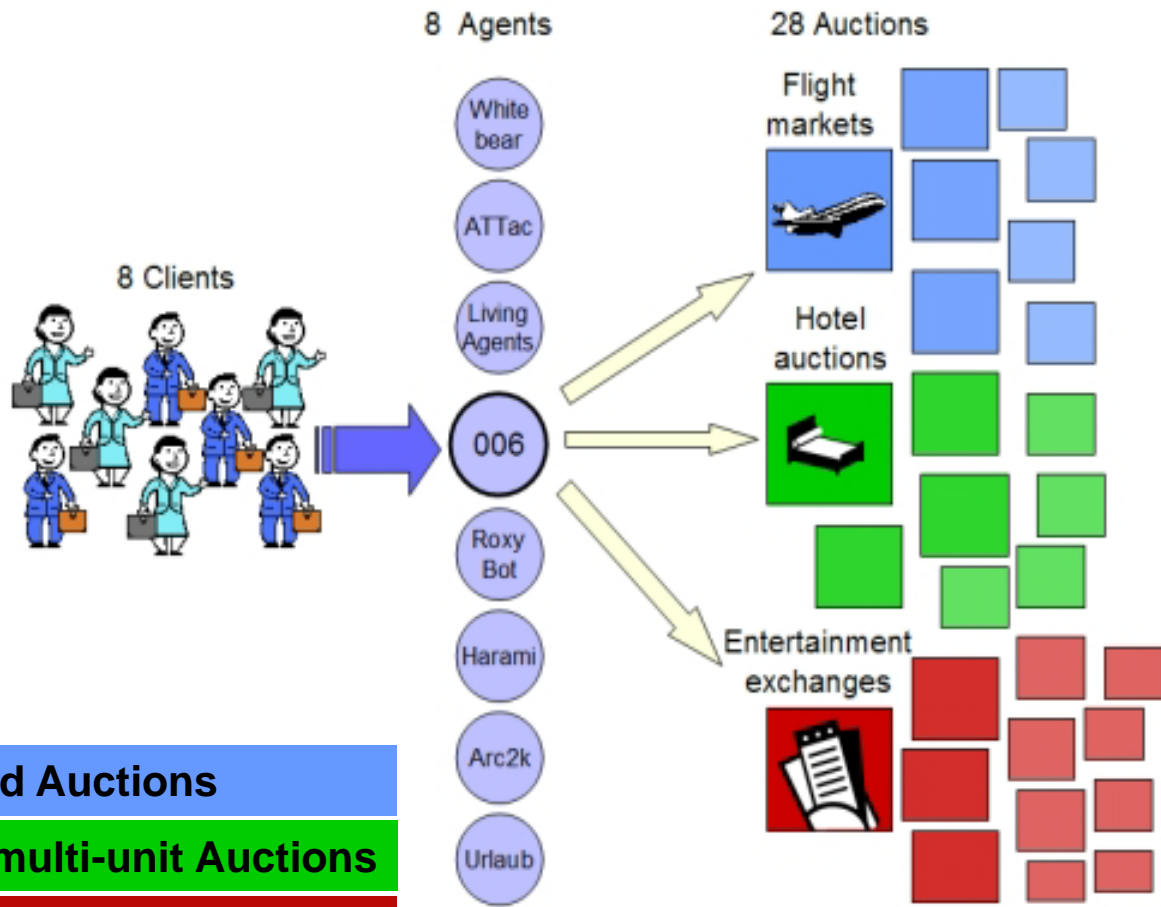 8 Agents
28 Auctions
Flight
markets
White
bear
ATTac
8 Clients
Living
Agents
Hotel
auctions
006
Roxy
Bot
Entertainment
exchanges
Harami
Arc2k
Urlaub
d Auctions
multi-unit Auctions